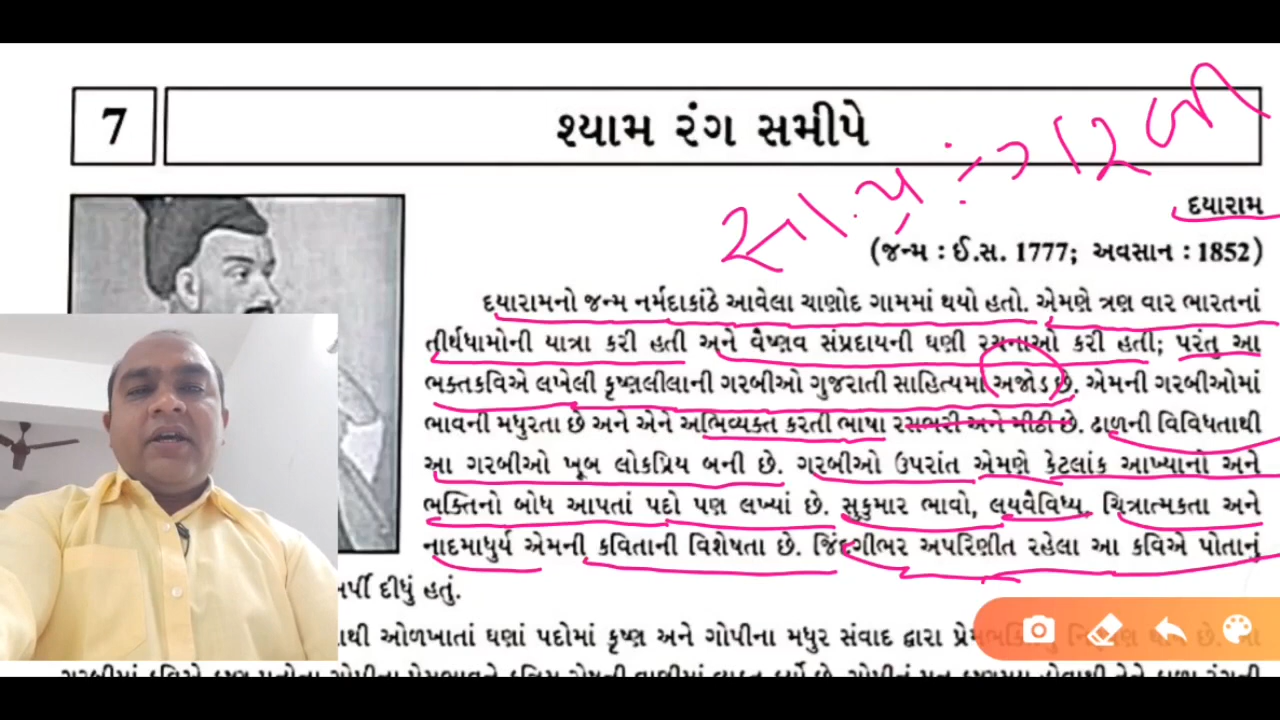 7
શ્યામ રંગ સમીપે
સા.પ્ર. :- ગરબી
દયારામ
(જન્મ : ઈ.સ. 1777; અવસાન : 1852)
દયારામનો જન્મ નર્મદાકાંઠે આવેલા ચાણોદ ગામમાં થયો હતો. એમણે ત્રણ વાર ભારતનાં
તીર્થધામોની યાત્રા કરી હતી અને વૈષ્ણવ સંપ્રદાયની ઘણી રચનાઓ કરી હતી; પરંતુ આ
ભક્તકવિએ લખેલી કૃષ્ણલીલાની ગરબીઓ ગુજરાતી સાહિત્યમાં અજોડ છે. એમની ગરબીઓમાં
ભાવની મધુરતા છે અને એને અભિવ્યક્ત કરતી ભાષા રસભરી અને મીઠી છે. ઢાળની વિવિધતાથી
આ ગરબીઓ ખૂબ લોકપ્રિય બની છે. ગરબીઓ ઉપરાંત એમણે કેટલાંક આખ્યાનો અને
ભક્તિનો બોધ આપતાં પદો પણ લખ્યાં છે. સુકુમાર ભાવો, લયવૈવિધ્ય, ચિત્રાત્મકતા અને
નાદમાધુર્ય એમની કવિતાની વિશેષતા છે. જિંદગીભર અપરિણીત રહેલા આ કવિએ પોતાનું
દીધું હતું.
ઓળખાતાં ઘણાં પદોમાં કૃષ્ણ અને ગોપીના મધુર સંવાદ દ્વારા